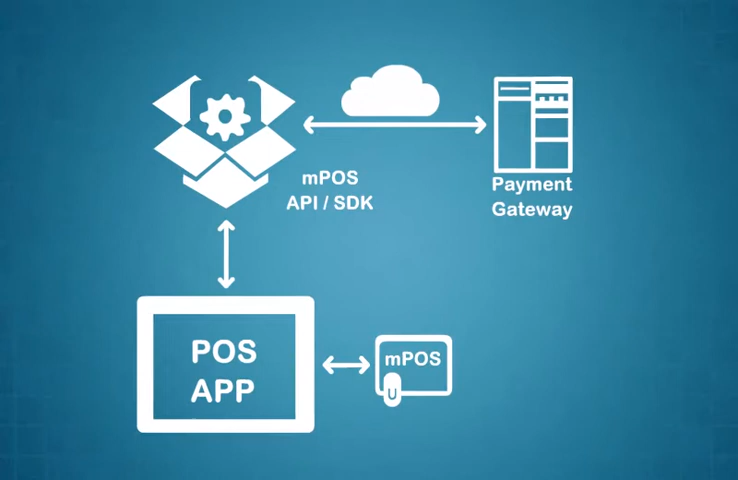 mPOS
API / SDK
Payment
Gateway
POS
APP
mPOS
U